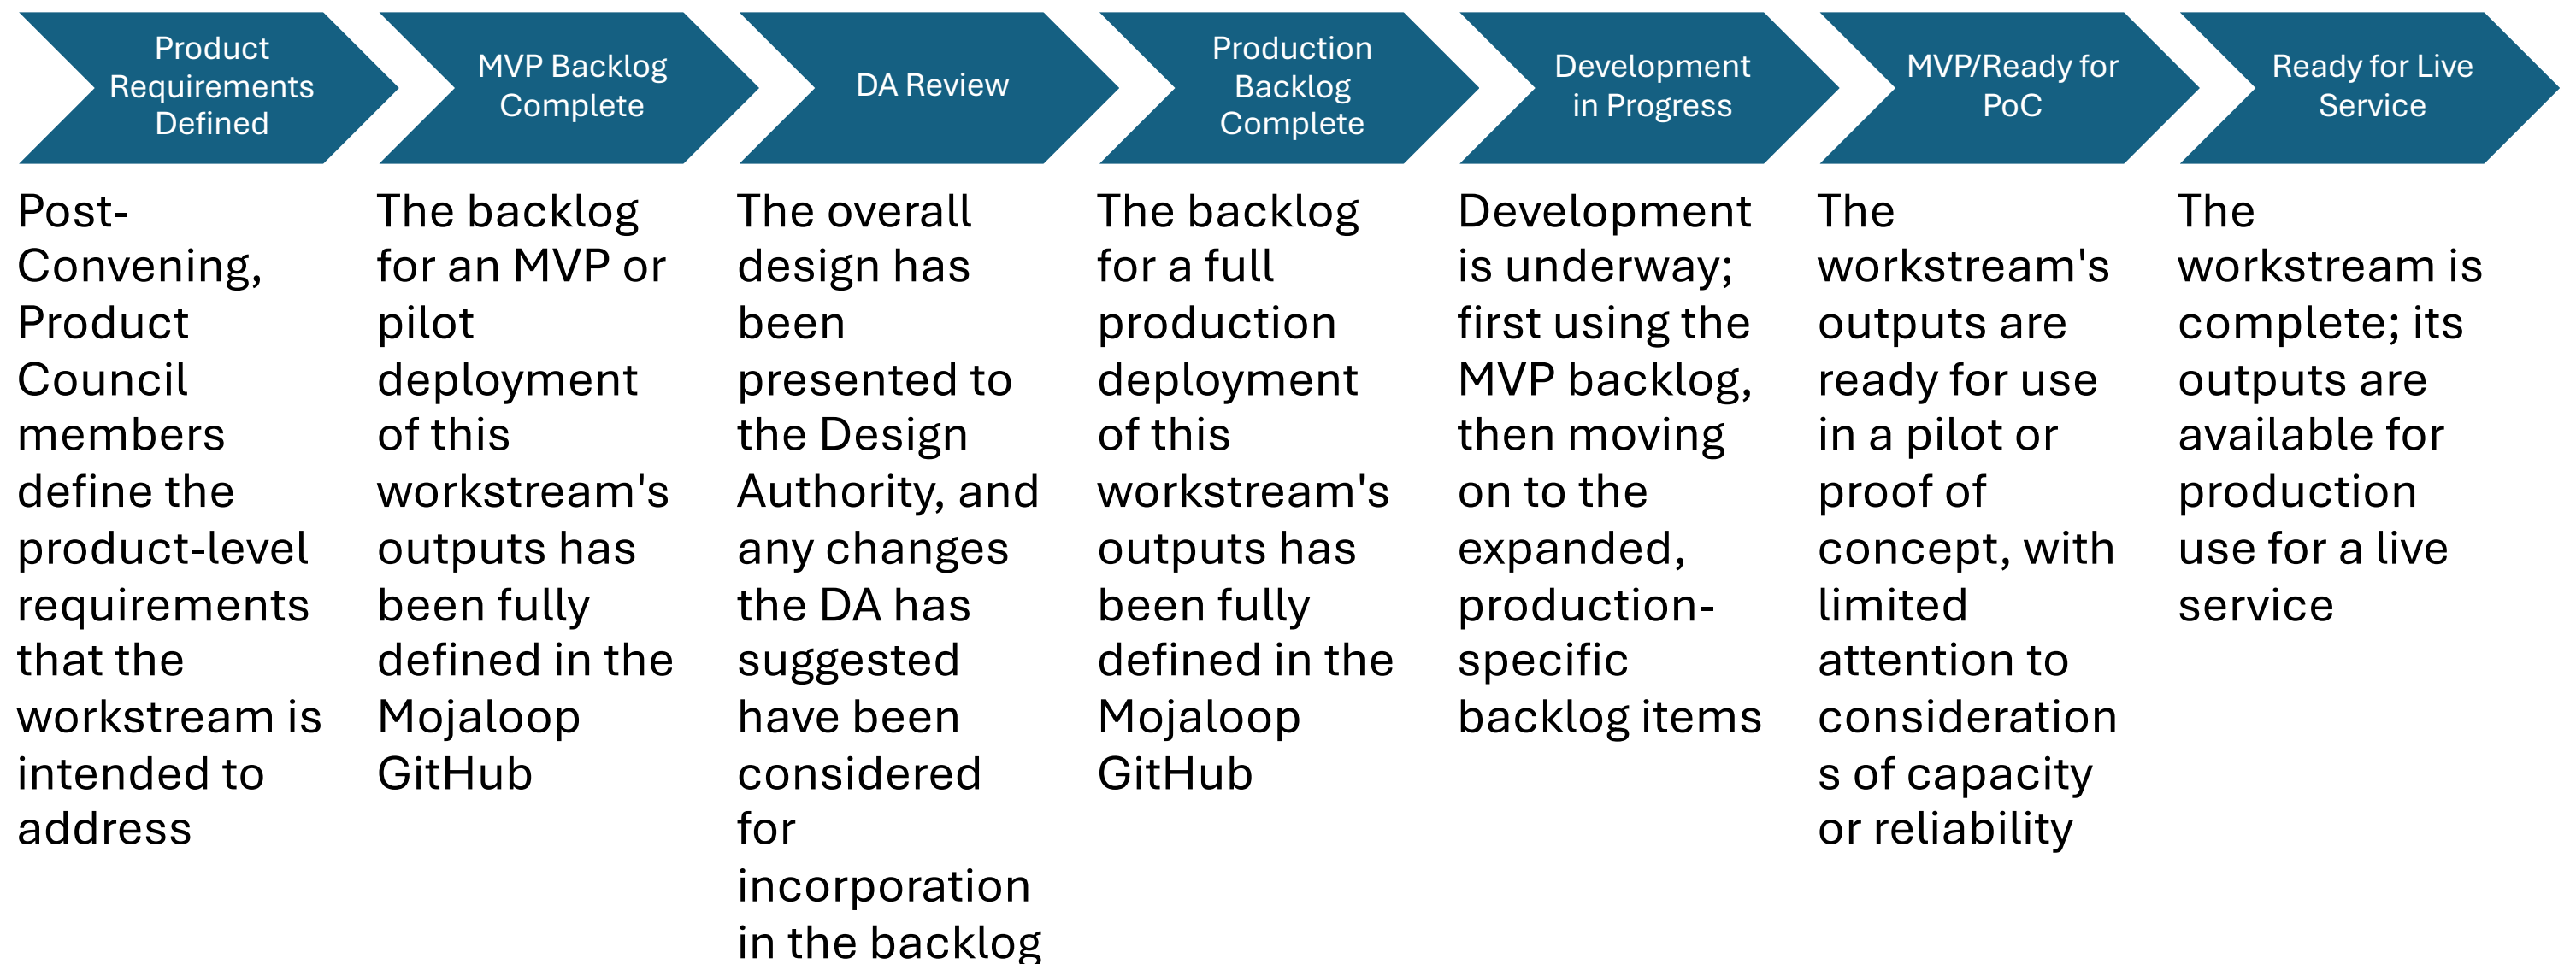 Product
Requirements
Defined
MVP Backlog
Complete
DA Review
Production
Backlog
Complete
Development
in Progress
MVP/Ready for
PoC
Ready for Live
Service
Post-
Convening,
Product
Council
members
define the
product-level
requirements
that the
workstream is
intended to
address
The backlog
for an MVP or
pilot
deployment
of this
workstream's
outputs has
been fully
defined in the
Mojaloop
GitHub
The overall
design has
been
presented to
the Design
Authority, and
any changes
the DA has
suggested
have been
considered
for
incorporation
in the backlog
The backlog
for a full
production
deployment
of this
workstream's
outputs has
been fully
defined in the
Mojaloop
GitHub
Development
is underway;
first using the
MVP backlog,
then moving
on to the
expanded,
production-
specific
backlog items
The
workstream's
outputs are
ready for use
in a pilot or
proof of
concept, with
limited
attention to
consideration
s of capacity
or reliability
The
workstream is
complete; its
outputs are
available for
production
use for a live
service